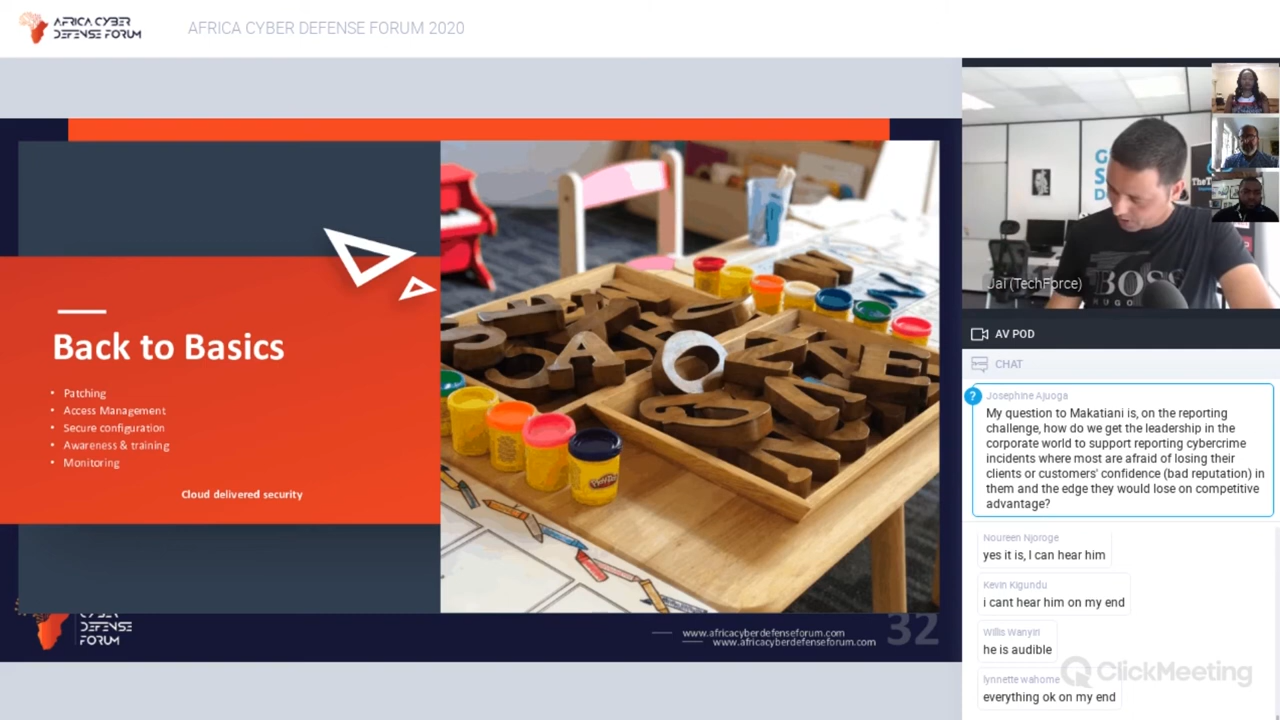 AFRICA CYBER
DEFENSE FORUM
AFRICA CYBER DEFENSE FORUM 2020
Back to Basics
• Patching
• Access Management
• Secure configuration
• Awareness & training
• Monitoring
Cloud delivered security
DEFENSE
FORUM
www.africacyberdefenseforum.com
www.africacyberdefenseforum.com
32
BOSS
HUGO
Jai (TechForce)
AV POD
CHAT
?
Josephine Ajuoga
My question to Makatiani is, on the reporting
challenge, how do we get the leadership in the
corporate world to support reporting cybercrime
incidents where most are afraid of losing their
clients or customers' confidence (bad reputation) in
them and the edge they would lose on competitive
advantage?
Noureen Njoroge
yes it is, I can hear him
Kevin Kigundu
i cant hear him on my end
Willis Wanyiri
he is audible
lynnette wahome
everything ok on my end
ClickMeeting